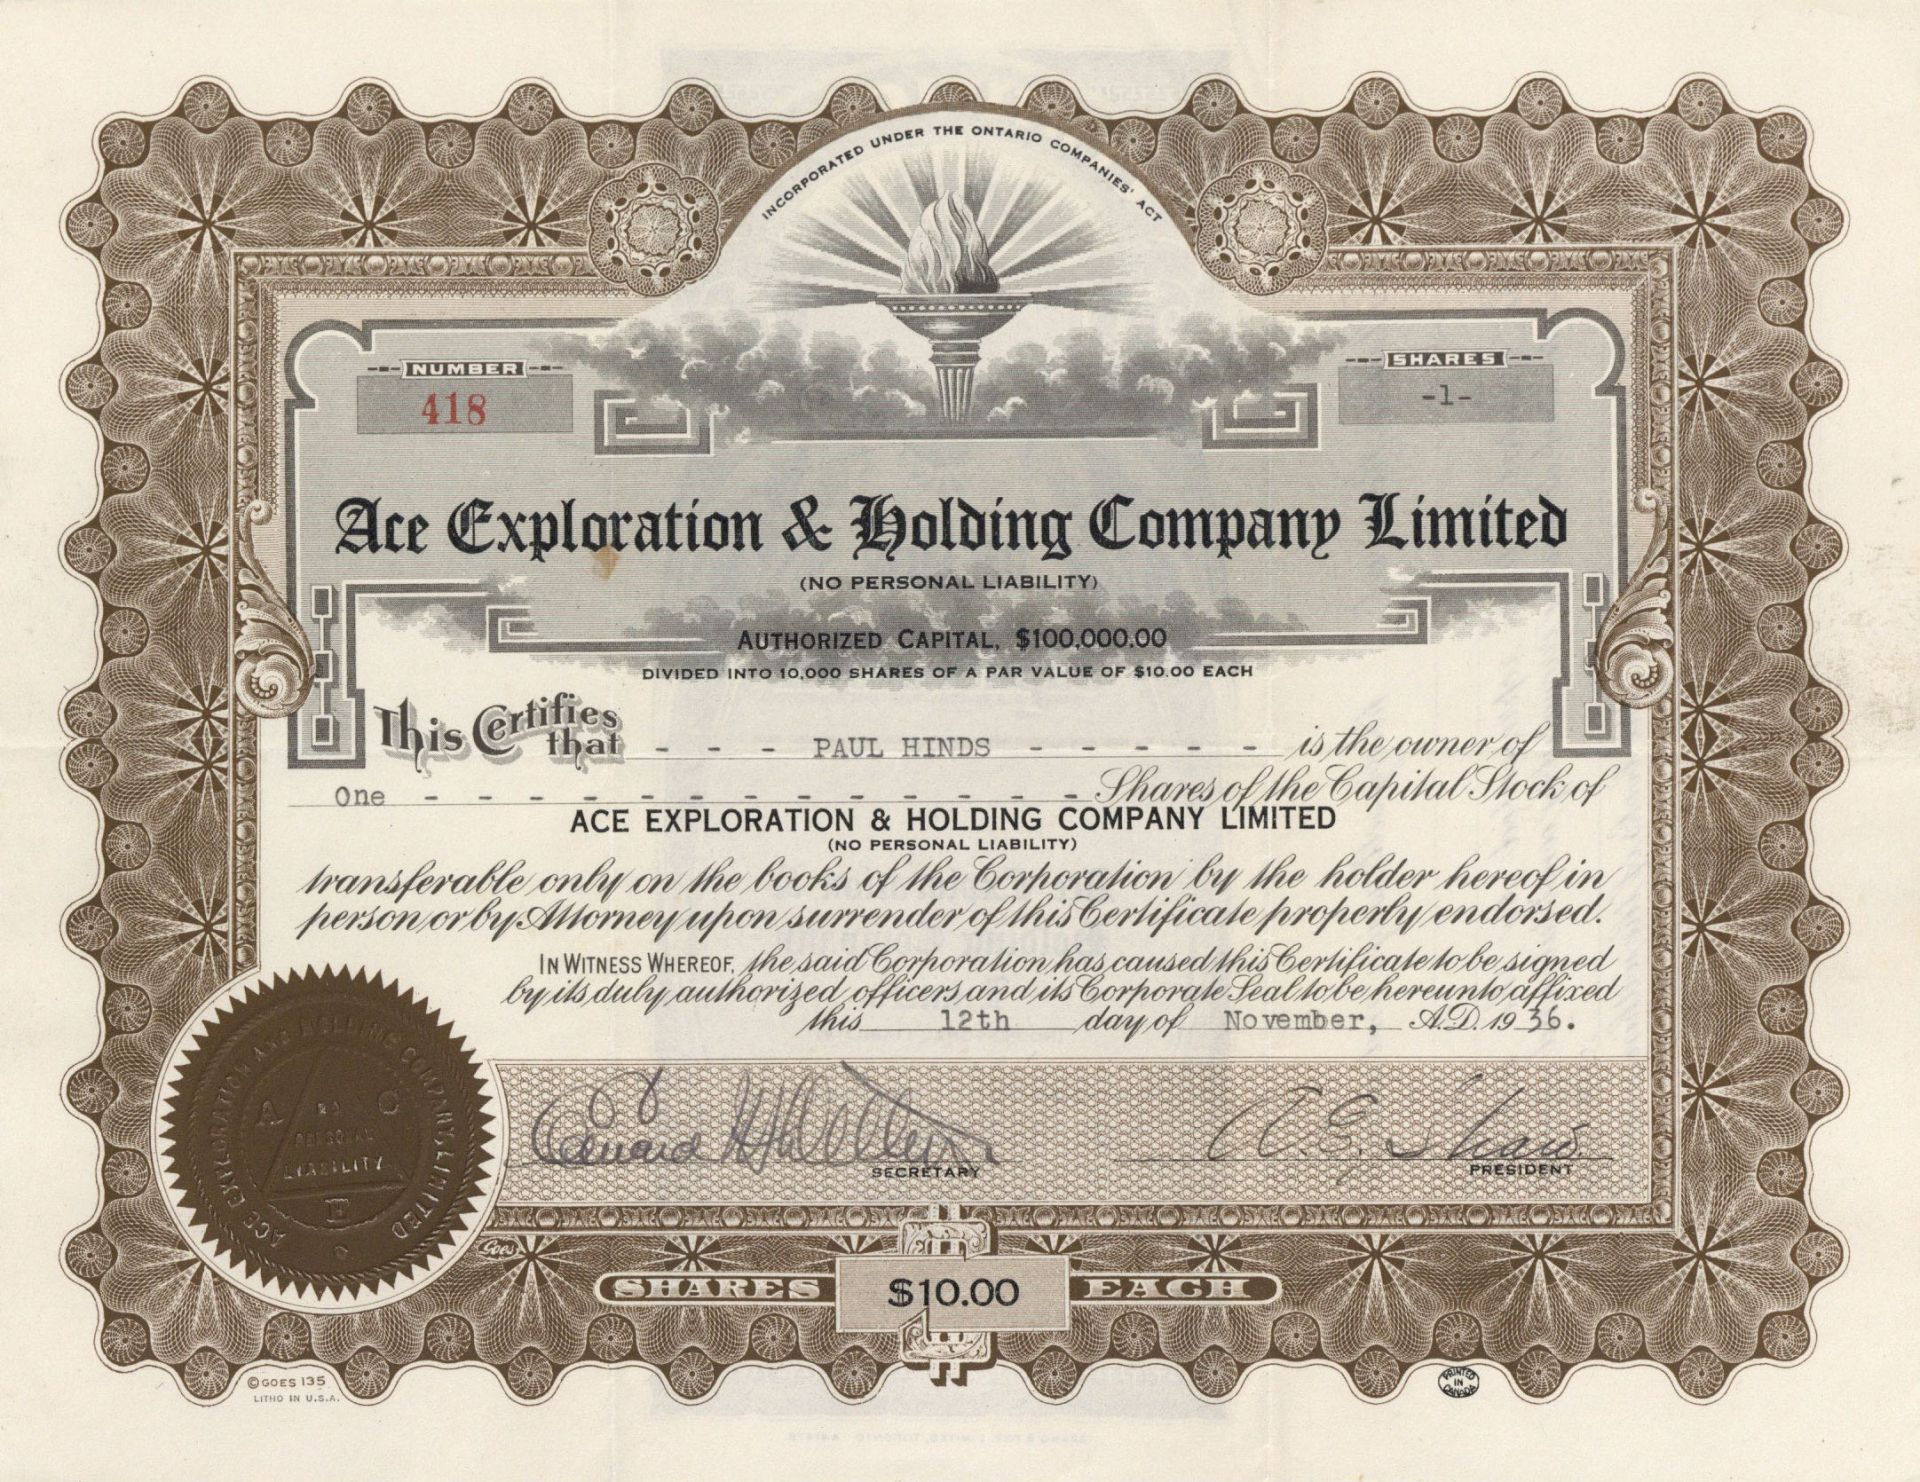 INCORPORATED UNDER THE ONTARIO COMPANIES' ACT
NUMBER
418
SHARES
-1-
Ace Exploration & Holding Company Limited
(NO PERSONAL LIABILITY)
AUTHORIZED CAPITAL, $100,000.00
DIVIDED INTO 10,000 SHARES OF A PAR VALUE OF $10.00 EACH
This Certifies that - - - PAUL HINDS - - - - - is the owner of
One - - - - - - - - - - - - - Shares of the Capital Stock of
ACE EXPLORATION & HOLDING COMPANY LIMITED
(NO PERSONAL LIABILITY)
transferable only on the books of the Corporation by the holder hereof in
person or by Attorney upon surrender of this Certificate properly endorsed.
IN WITNESS WHEREOF, the said Corporation has caused this Certificate to be signed
by its duly authorized officers and its Corporate Seal to be hereunto affixed
this 12th day of November, A.D. 1936.
ACE EXPLORATION AND HOLDING COMPANY LIMITED
A C E
NO
PERSONAL
LIABILITY
Edward
SECRETARY
A. E. Shaw
PRESIDENT
Goes
SHARES $10.00 EACH
© GOES 135
LITHO IN U.S.A.
PRINTED
IN
CANADA